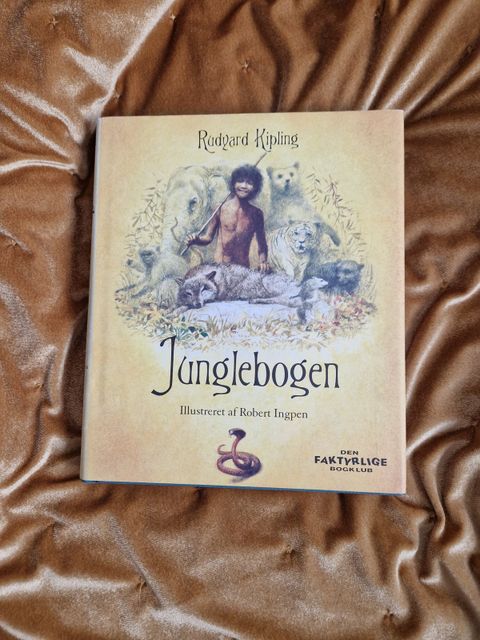 Rudyard Kipling
Junglebogen
Illustreret af Robert Ingpen
DEN
FAKTYRLIGE
BOGKLUB